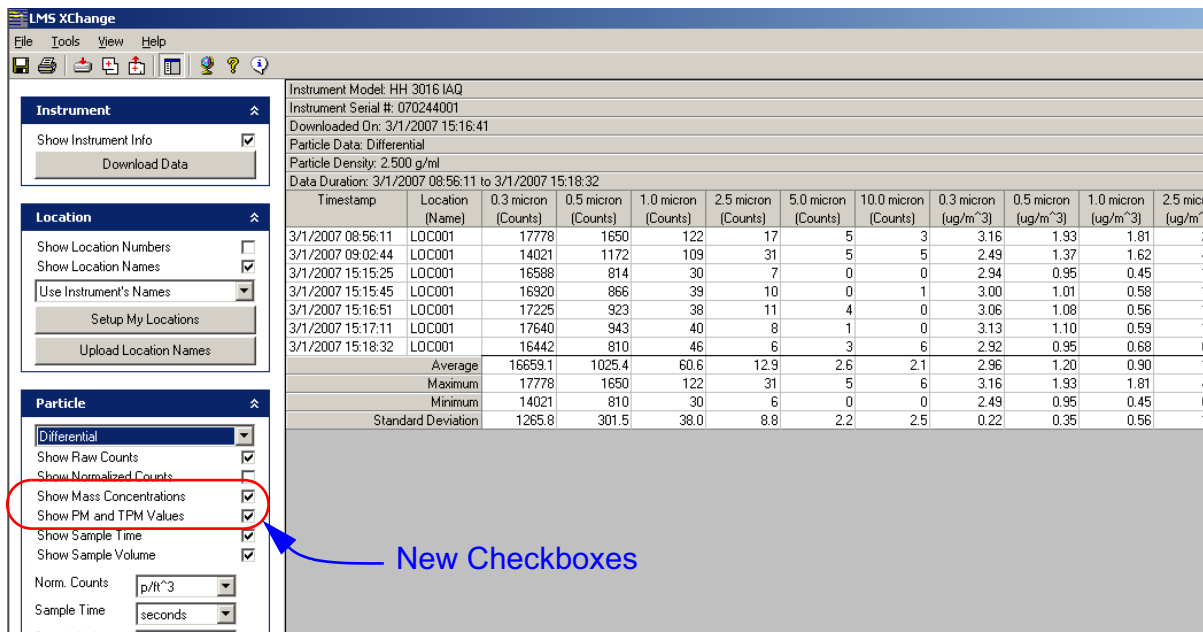 LMS XChange
File Tools View Help
Instrument
Show Instrument Info
Download Data
Location
Show Location Numbers
Show Location Names
Use Instrument's Names
Setup My Locations
Upload Location Names
Particle
Differential
Show Raw Counts
Show Normalized Counts
Show Mass Concentrations
Show PM and TPM Values
Show Sample Time
Show Sample Volume
Norm. Counts p/ft^3
Sample Time seconds
New Checkboxes
Instrument Model: HH 3016 IAQ
Instrument Serial #: 070244001
Downloaded On: 3/1/2007 15:16:41
Particle Data: Differential
Particle Density: 2.500 g/ml
Data Duration: 3/1/2007 08:56:11 to 3/1/2007 15:18:32
Timestamp Location 0.3 micron 0.5 micron 1.0 micron 2.5 micron 5.0 micron 10.0 micron 0.3 micron 0.5 micron 1.0 micron 2.5 mic
(Name) (Counts) (Counts) (Counts) (Counts) (Counts) (Counts) (ug/m^3) (ug/m^3) (ug/m^3) (ug/m^
3/1/2007 08:56:11 LOC001 17778 1650 122 17 5 3 3.16 1.93 1.81
3/1/2007 09:02:44 LOC001 14021 1172 109 31 5 5 2.49 1.37 1.62
3/1/2007 15:15:25 LOC001 16588 814 30 7 0 0 2.94 0.95 0.45
3/1/2007 15:15:45 LOC001 16920 866 39 10 0 1 3.00 1.01 0.58
3/1/2007 15:16:51 LOC001 17225 923 38 11 4 0 3.06 1.08 0.56
3/1/2007 15:17:11 LOC001 17640 943 40 8 1 0 3.13 1.10 0.59
3/1/2007 15:18:32 LOC001 16442 810 46 6 3 6 2.92 0.95 0.68
Average 16659.1 1025.4 60.6 12.9 2.6 2.1 2.96 1.20 0.90
Maximum 17778 1650 122 31 5 6 3.16 1.93 1.81
Minimum 14021 810 30 6 0 0 2.49 0.95 0.45
Standard Deviation 1265.8 301.5 38.0 8.8 2.2 2.5 0.22 0.35 0.56